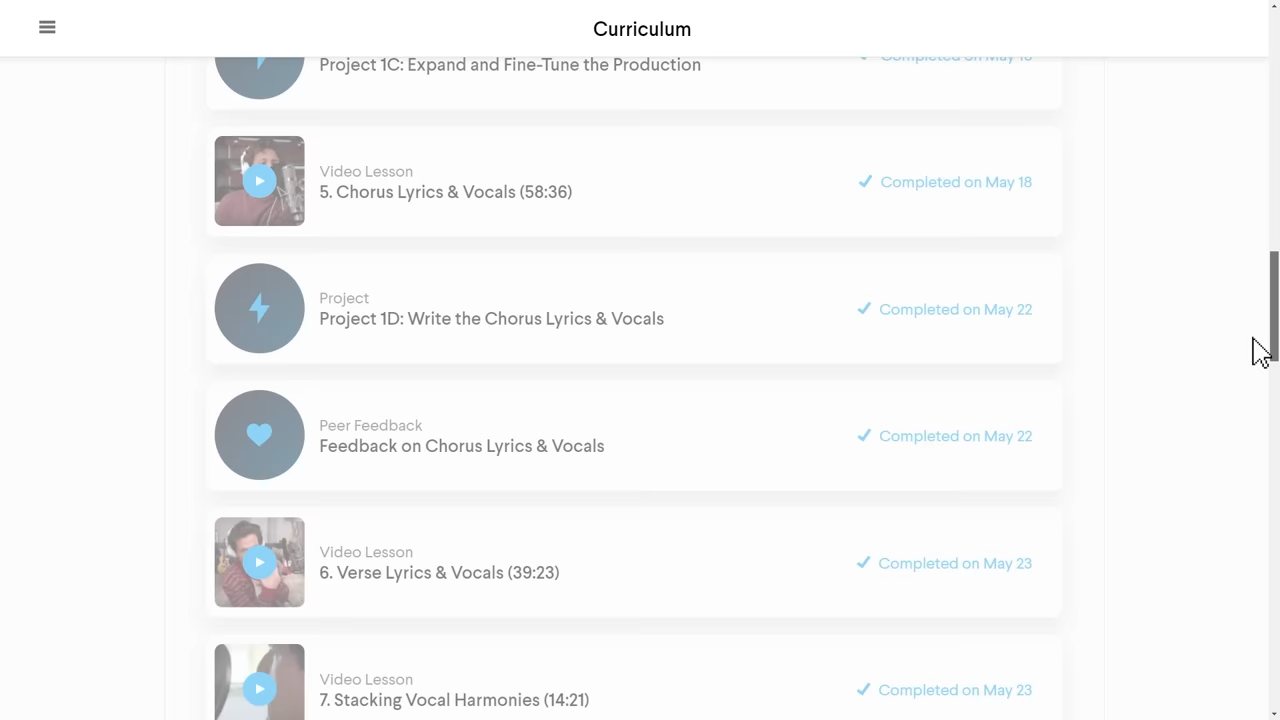 Curriculum
Project 1C: Expand and Fine-Tune the Production
Completed on May
Video Lesson
5. Chorus Lyrics & Vocals (58:36)
Completed on May 18
Project
Project 1D: Write the Chorus Lyrics & Vocals
Completed on May 22
Peer Feedback
Feedback on Chorus Lyrics & Vocals
Completed on May 22
Video Lesson
6. Verse Lyrics & Vocals (39:23)
Completed on May 23
Video Lesson
7. Stacking Vocal Harmonies (14:21)
Completed on May 23